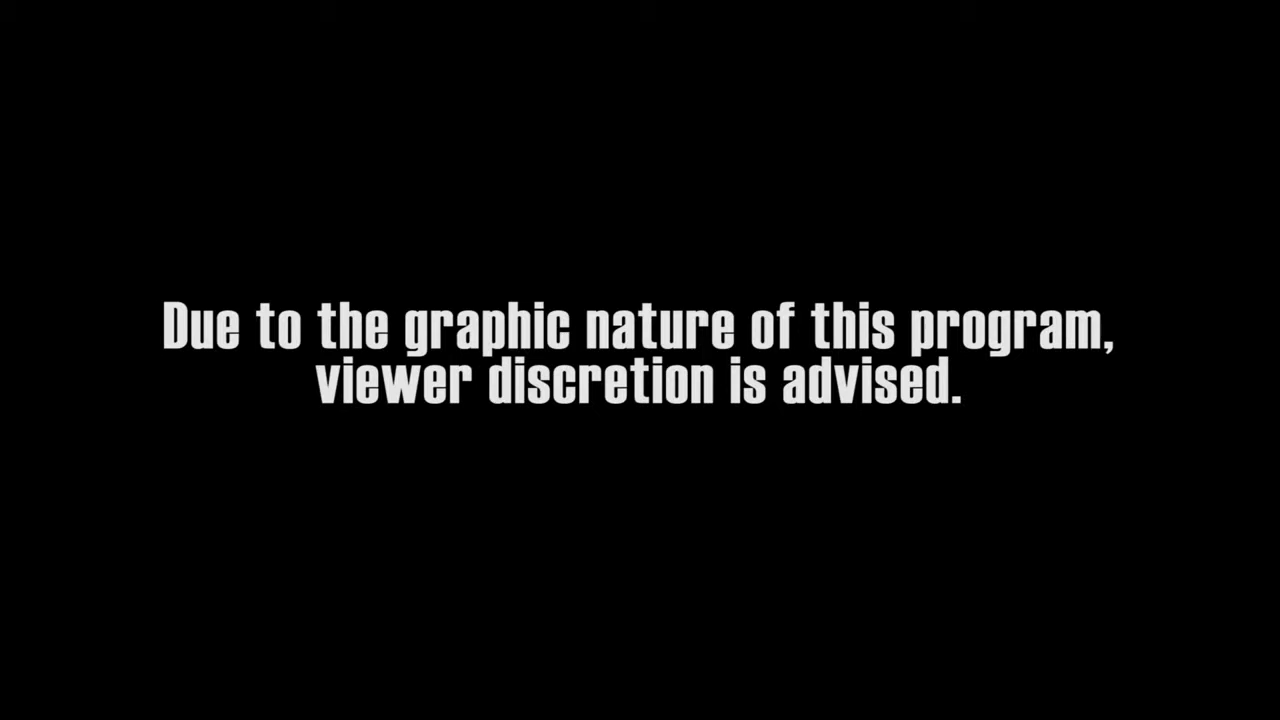 Due to the graphic nature of this program,
viewer discretion is advised.